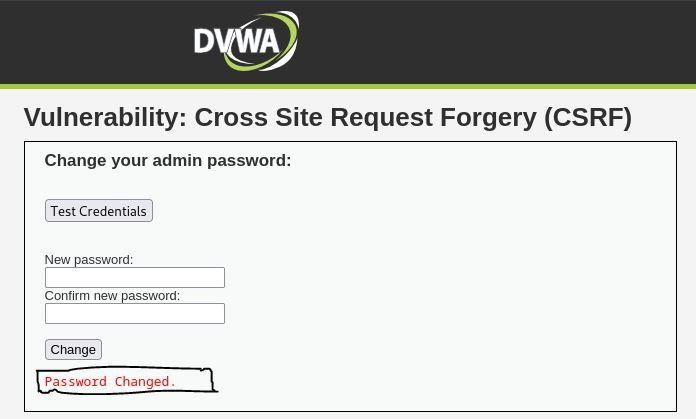 DVWA
Vulnerability: Cross Site Request Forgery (CSRF)
Change your admin password:
Test Credentials
New password:
Confirm new password:
Change
Password Changed.